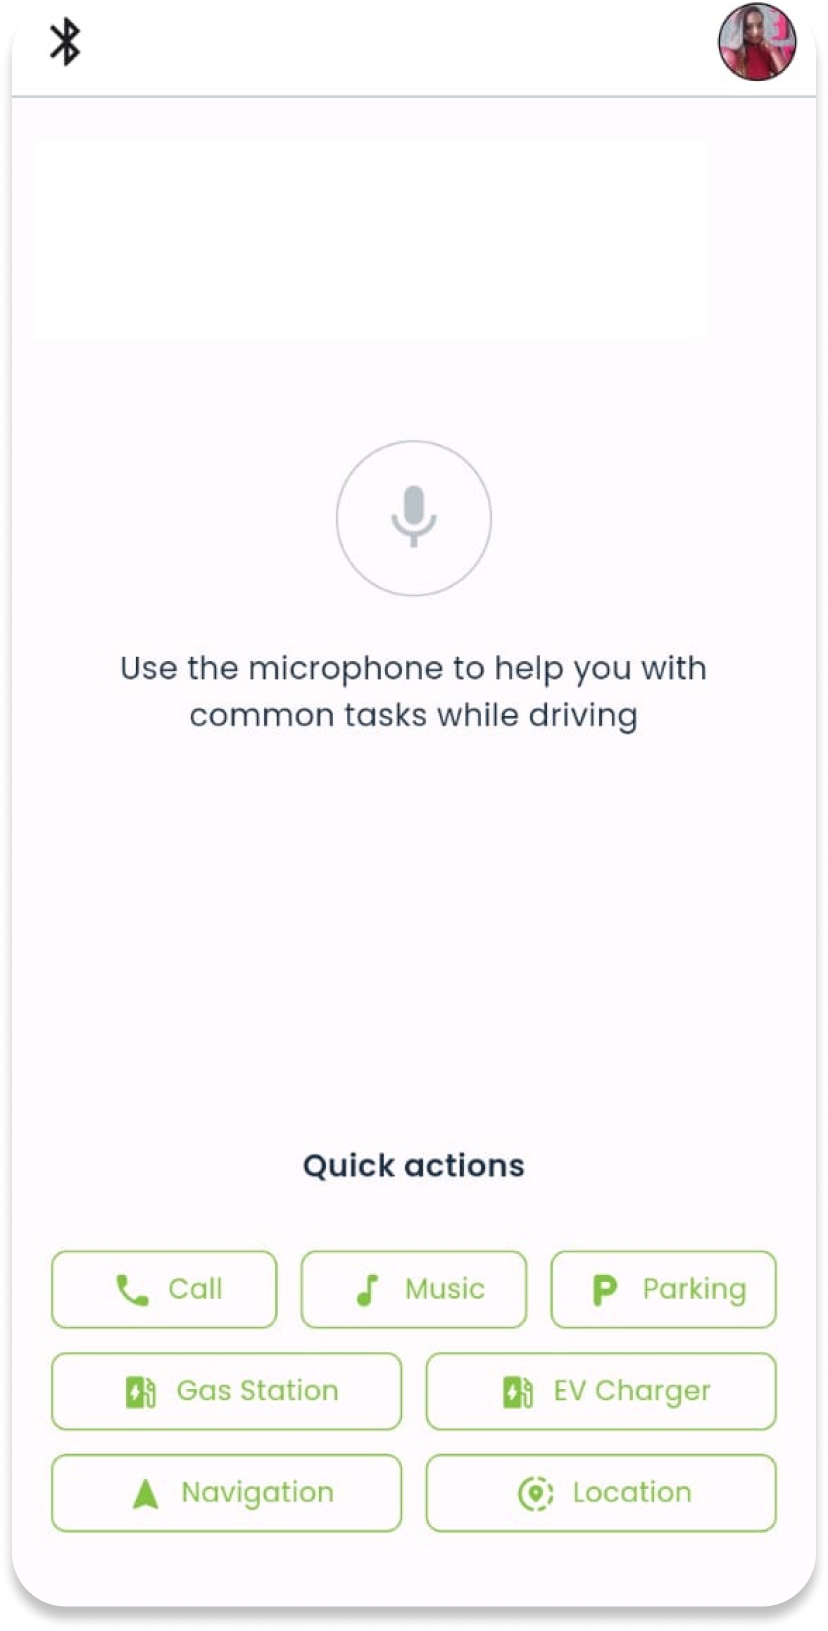 Use the microphone to help you with
common tasks while driving
Quick actions
Call
Music
Parking
Gas Station
EV Charger
Navigation
Location